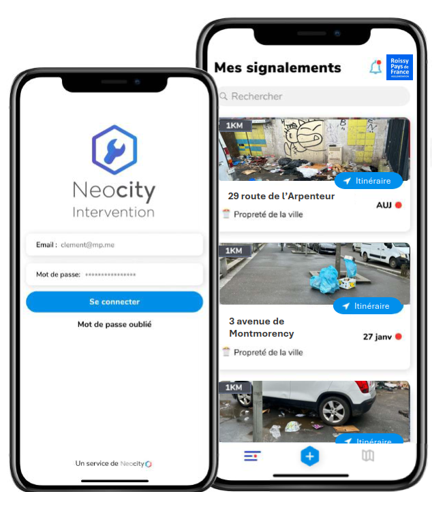 Neocity
Intervention
Email : clement@mp.me
Mot de passe: ****************
Se connecter
Mot de passe oublié
Un service de Neocity
Mes signalements
Roissy
Pays de
France
Rechercher
1KM
Itinéraire
29 route de l'Arpenteur
AUJ
Propreté de la ville
1KM
Itinéraire
3 avenue de
Montmorency
27 janv
Propreté de la ville
1KM
Itinéraire